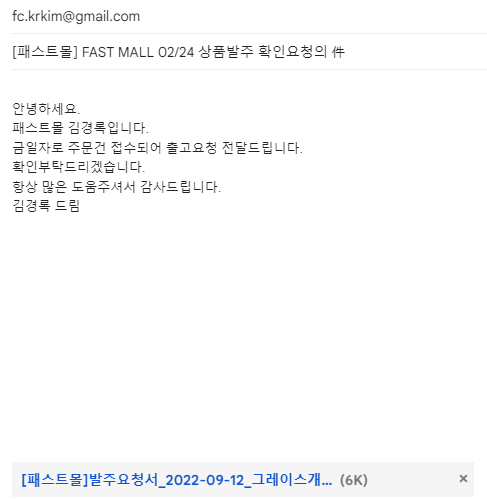 fc.krkim@gmail.com
[패스트몰] FAST MALL 02/24 상품발주 확인요청의 件
안녕하세요.
패스트몰 김경록입니다.
금일자로 주문건 접수되어 출고요청 전달드립니다.
확인부탁드리겠습니다.
항상 많은 도움주셔서 감사드립니다.
김경록 드림
[패스트몰]발주요청서_2022-09-12_그레이스개... (6K) ×